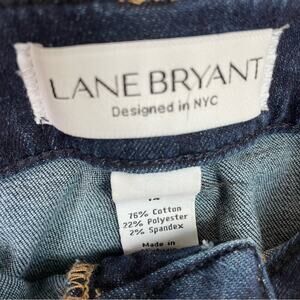 LANE BRYANT
Designed in NYC
76% Cotton
22% Polyester
2% Spandex
Made in